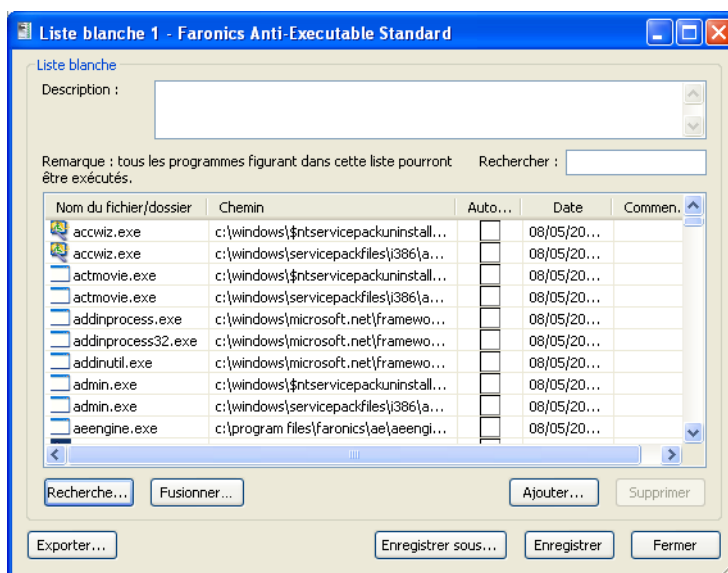 Liste blanche 1 - Faronics Anti-Executable Standard
Liste blanche
Description :
Remarque : tous les programmes figurant dans cette liste pourront être exécutés.
Rechercher :
Nom du fichier/dossier Chemin Auto... Date Commen.
accwiz.exe c:\windows\$ntservicepackuninstall... 08/05/20...
accwiz.exe c:\windows\servicepackfiles\i386\a... 08/05/20...
actmovie.exe c:\windows\$ntservicepackuninstall... 08/05/20...
actmovie.exe c:\windows\servicepackfiles\i386\a... 08/05/20...
addinprocess.exe c:\windows\microsoft.net\framewo... 08/05/20...
addinprocess32.exe c:\windows\microsoft.net\framewo... 08/05/20...
addinutil.exe c:\windows\microsoft.net\framewo... 08/05/20...
admin.exe c:\windows\$ntservicepackuninstall... 08/05/20...
admin.exe c:\windows\servicepackfiles\i386\a... 08/05/20...
aeengine.exe c:\program files\faronics\ae\aeengi... 08/05/20...
Recherche... Fusionner... Ajouter... Supprimer
Exporter... Enregistrer sous... Enregistrer Fermer